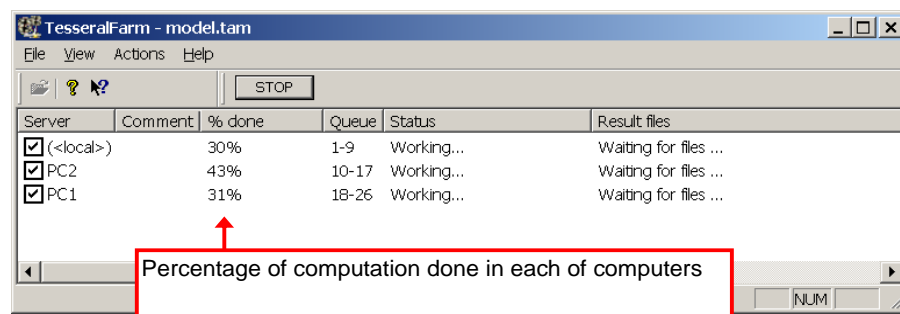 TesseralFarm - model.tam
File View Actions Help
STOP
Server Comment % done Queue Status Result files
(<local>) 30% 1-9 Working... Waiting for files ...
PC2 43% 10-17 Working... Waiting for files ...
PC1 31% 18-26 Working... Waiting for files ...
Percentage of computation done in each of computers
NUM